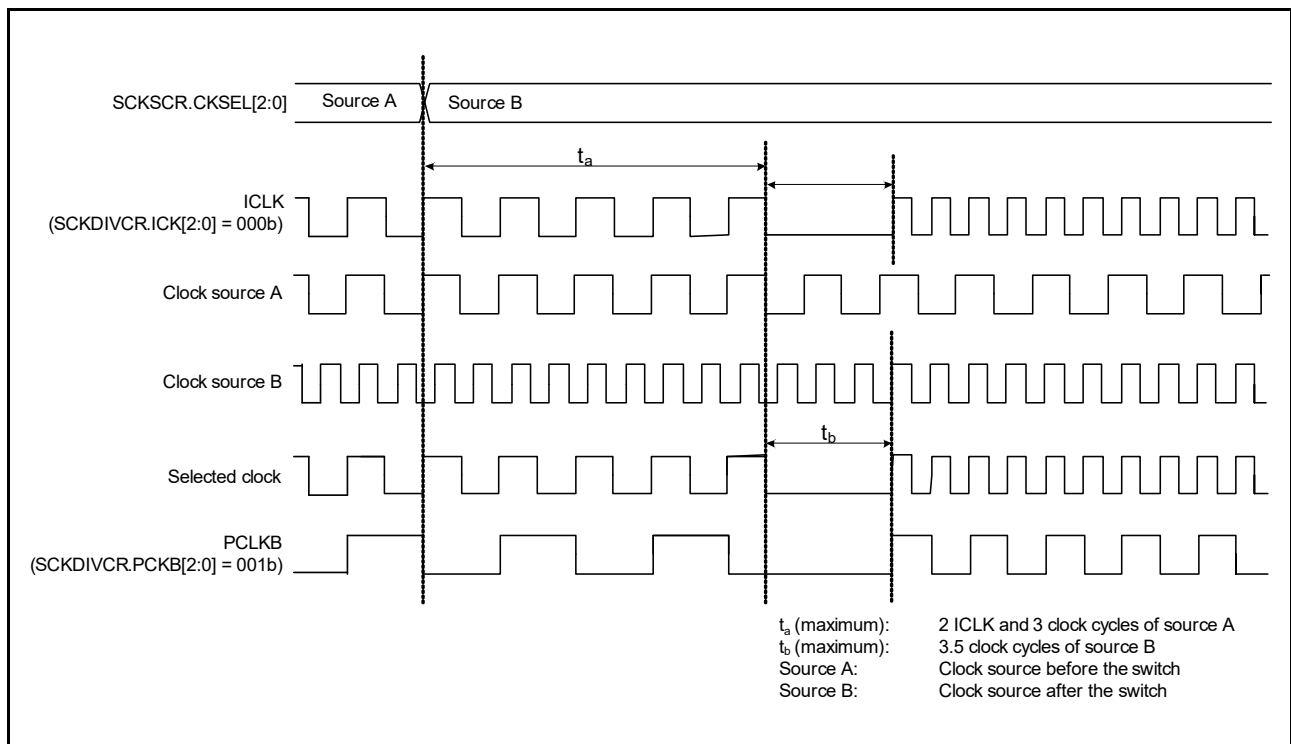 SCKSCR.CKSEL[2:0] Source A Source B
ta
ICLK
(SCKDIVCR.ICK[2:0] = 000b)
Clock source A
Clock source B
tb
Selected clock
PCLKB
(SCKDIVCR.PCKB[2:0] = 001b)
ta (maximum): 2 ICLK and 3 clock cycles of source A
tb (maximum): 3.5 clock cycles of source B
Source A: Clock source before the switch
Source B: Clock source after the switch